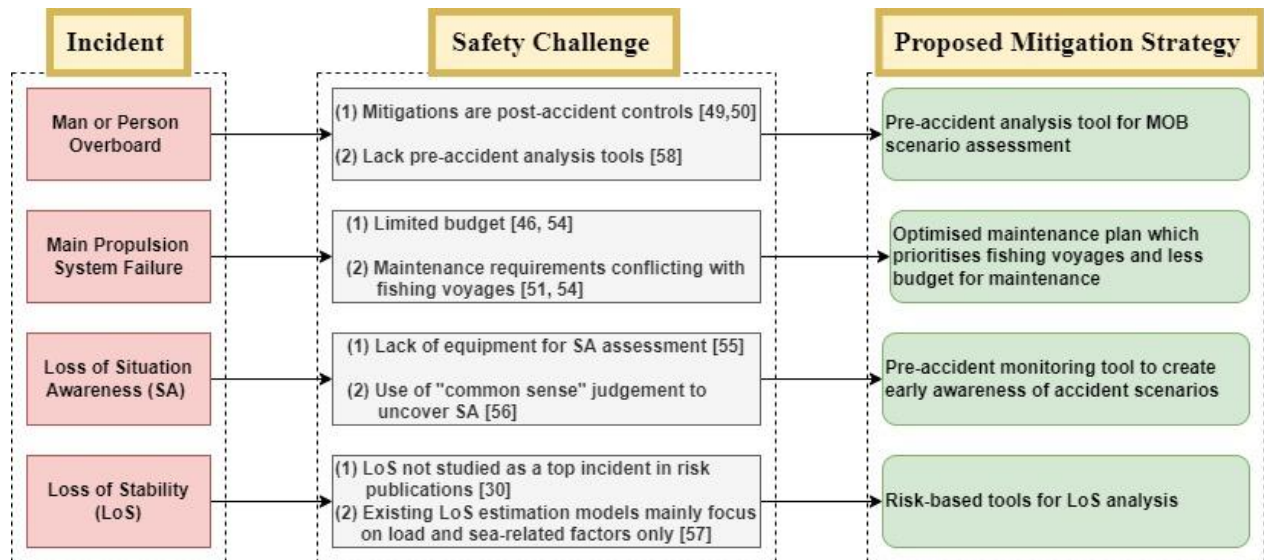 Incident
Safety Challenge
Proposed Mitigation Strategy
Man or Person
Overboard
(1) Mitigations are post-accident controls [49,50]
(2) Lack pre-accident analysis tools [58]
Pre-accident analysis tool for MOB
scenario assessment
Main Propulsion
System Failure
(1) Limited budget [46, 54]
(2) Maintenance requirements conflicting with
fishing voyages [51, 54]
Optimised maintenance plan which
prioritises fishing voyages and less
budget for maintenance
Loss of Situation
Awareness (SA)
(1) Lack of equipment for SA assessment [55]
(2) Use of "common sense" judgement to
uncover SA [56]
Pre-accident monitoring tool to create
early awareness of accident scenarios
Loss of Stability
(LoS)
(1) LoS not studied as a top incident in risk
publications [30]
(2) Existing LoS estimation models mainly focus
on load and sea-related factors only [57]
Risk-based tools for LoS analysis